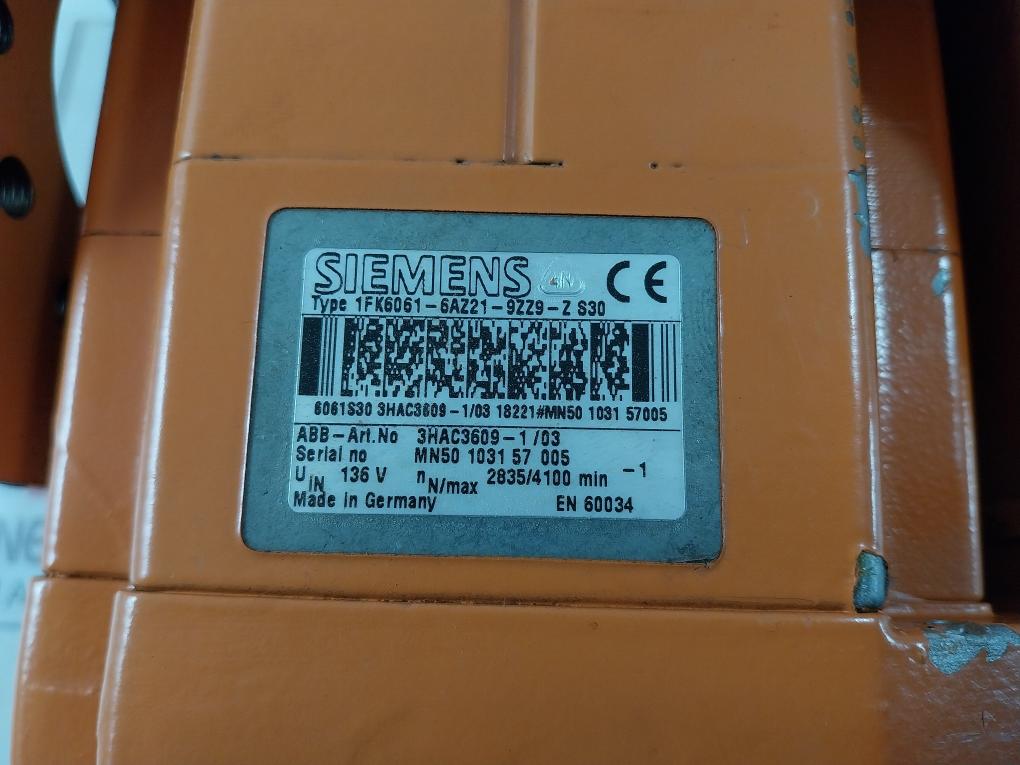 SIEMENS CE
Type 1FK6061-6AZ21-9ZZ9-Z S30
6061S30 3HAC3609-1/03 18221#MN50 1031 57005
ABB-Art.No 3HAC3609-1/03
Serial no MN50 1031 57 005
U IN 136 V n N/max 2835/4100 min -1
Made in Germany EN 60034